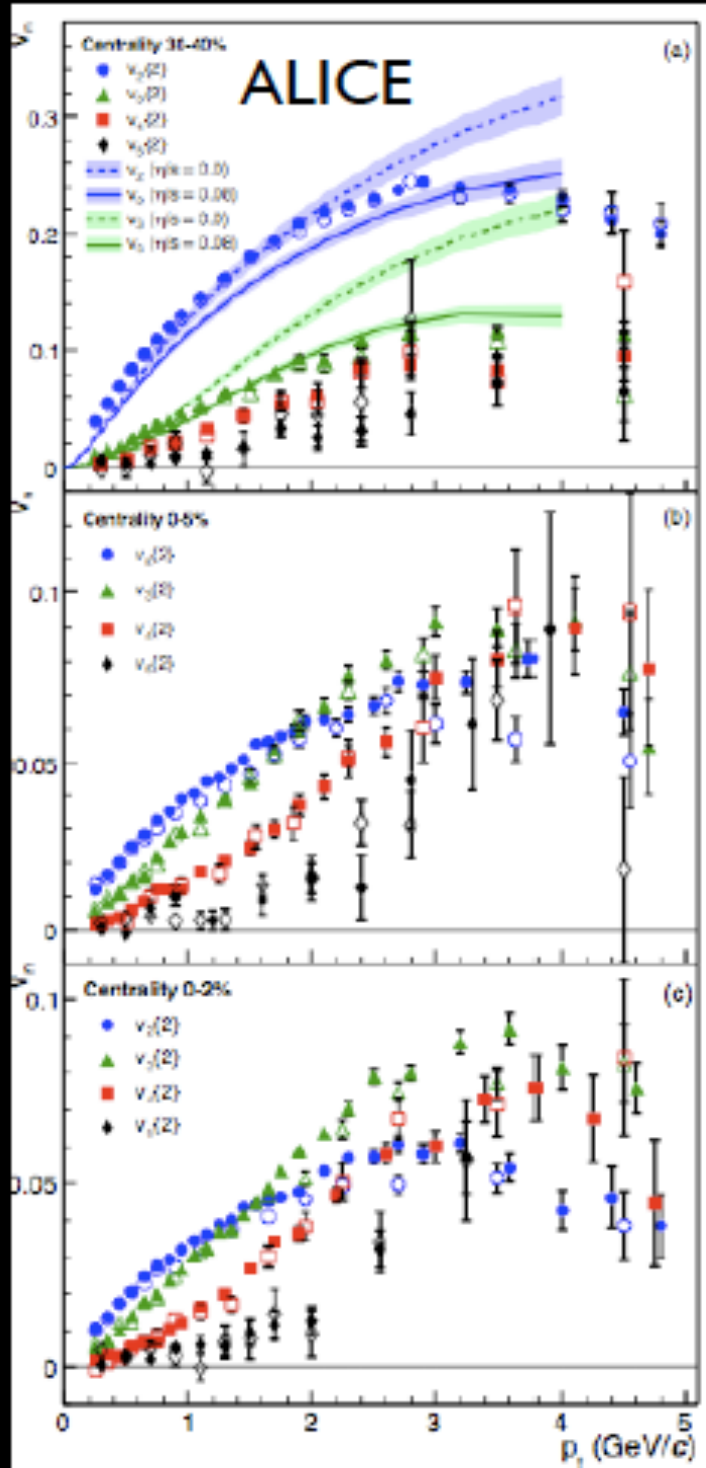 Centrality 30-40%
(a)
ALICE
v₂{2}
v₃{2}
v₄{2}
v₅{2}
v₂ (η/s = 0.0)
v₂ (η/s = 0.08)
v₃ (η/s = 0.0)
v₃ (η/s = 0.08)
0.3
0.2
0.1
0
Centrality 0-5%
(b)
v₂{2}
v₃{2}
v₄{2}
v₅{2}
0.1
0.05
0
Centrality 0-2%
(c)
v₂{2}
v₃{2}
v₄{2}
v₅{2}
0.1
0.05
0
0 1 2 3 4 5
(GeV/c)